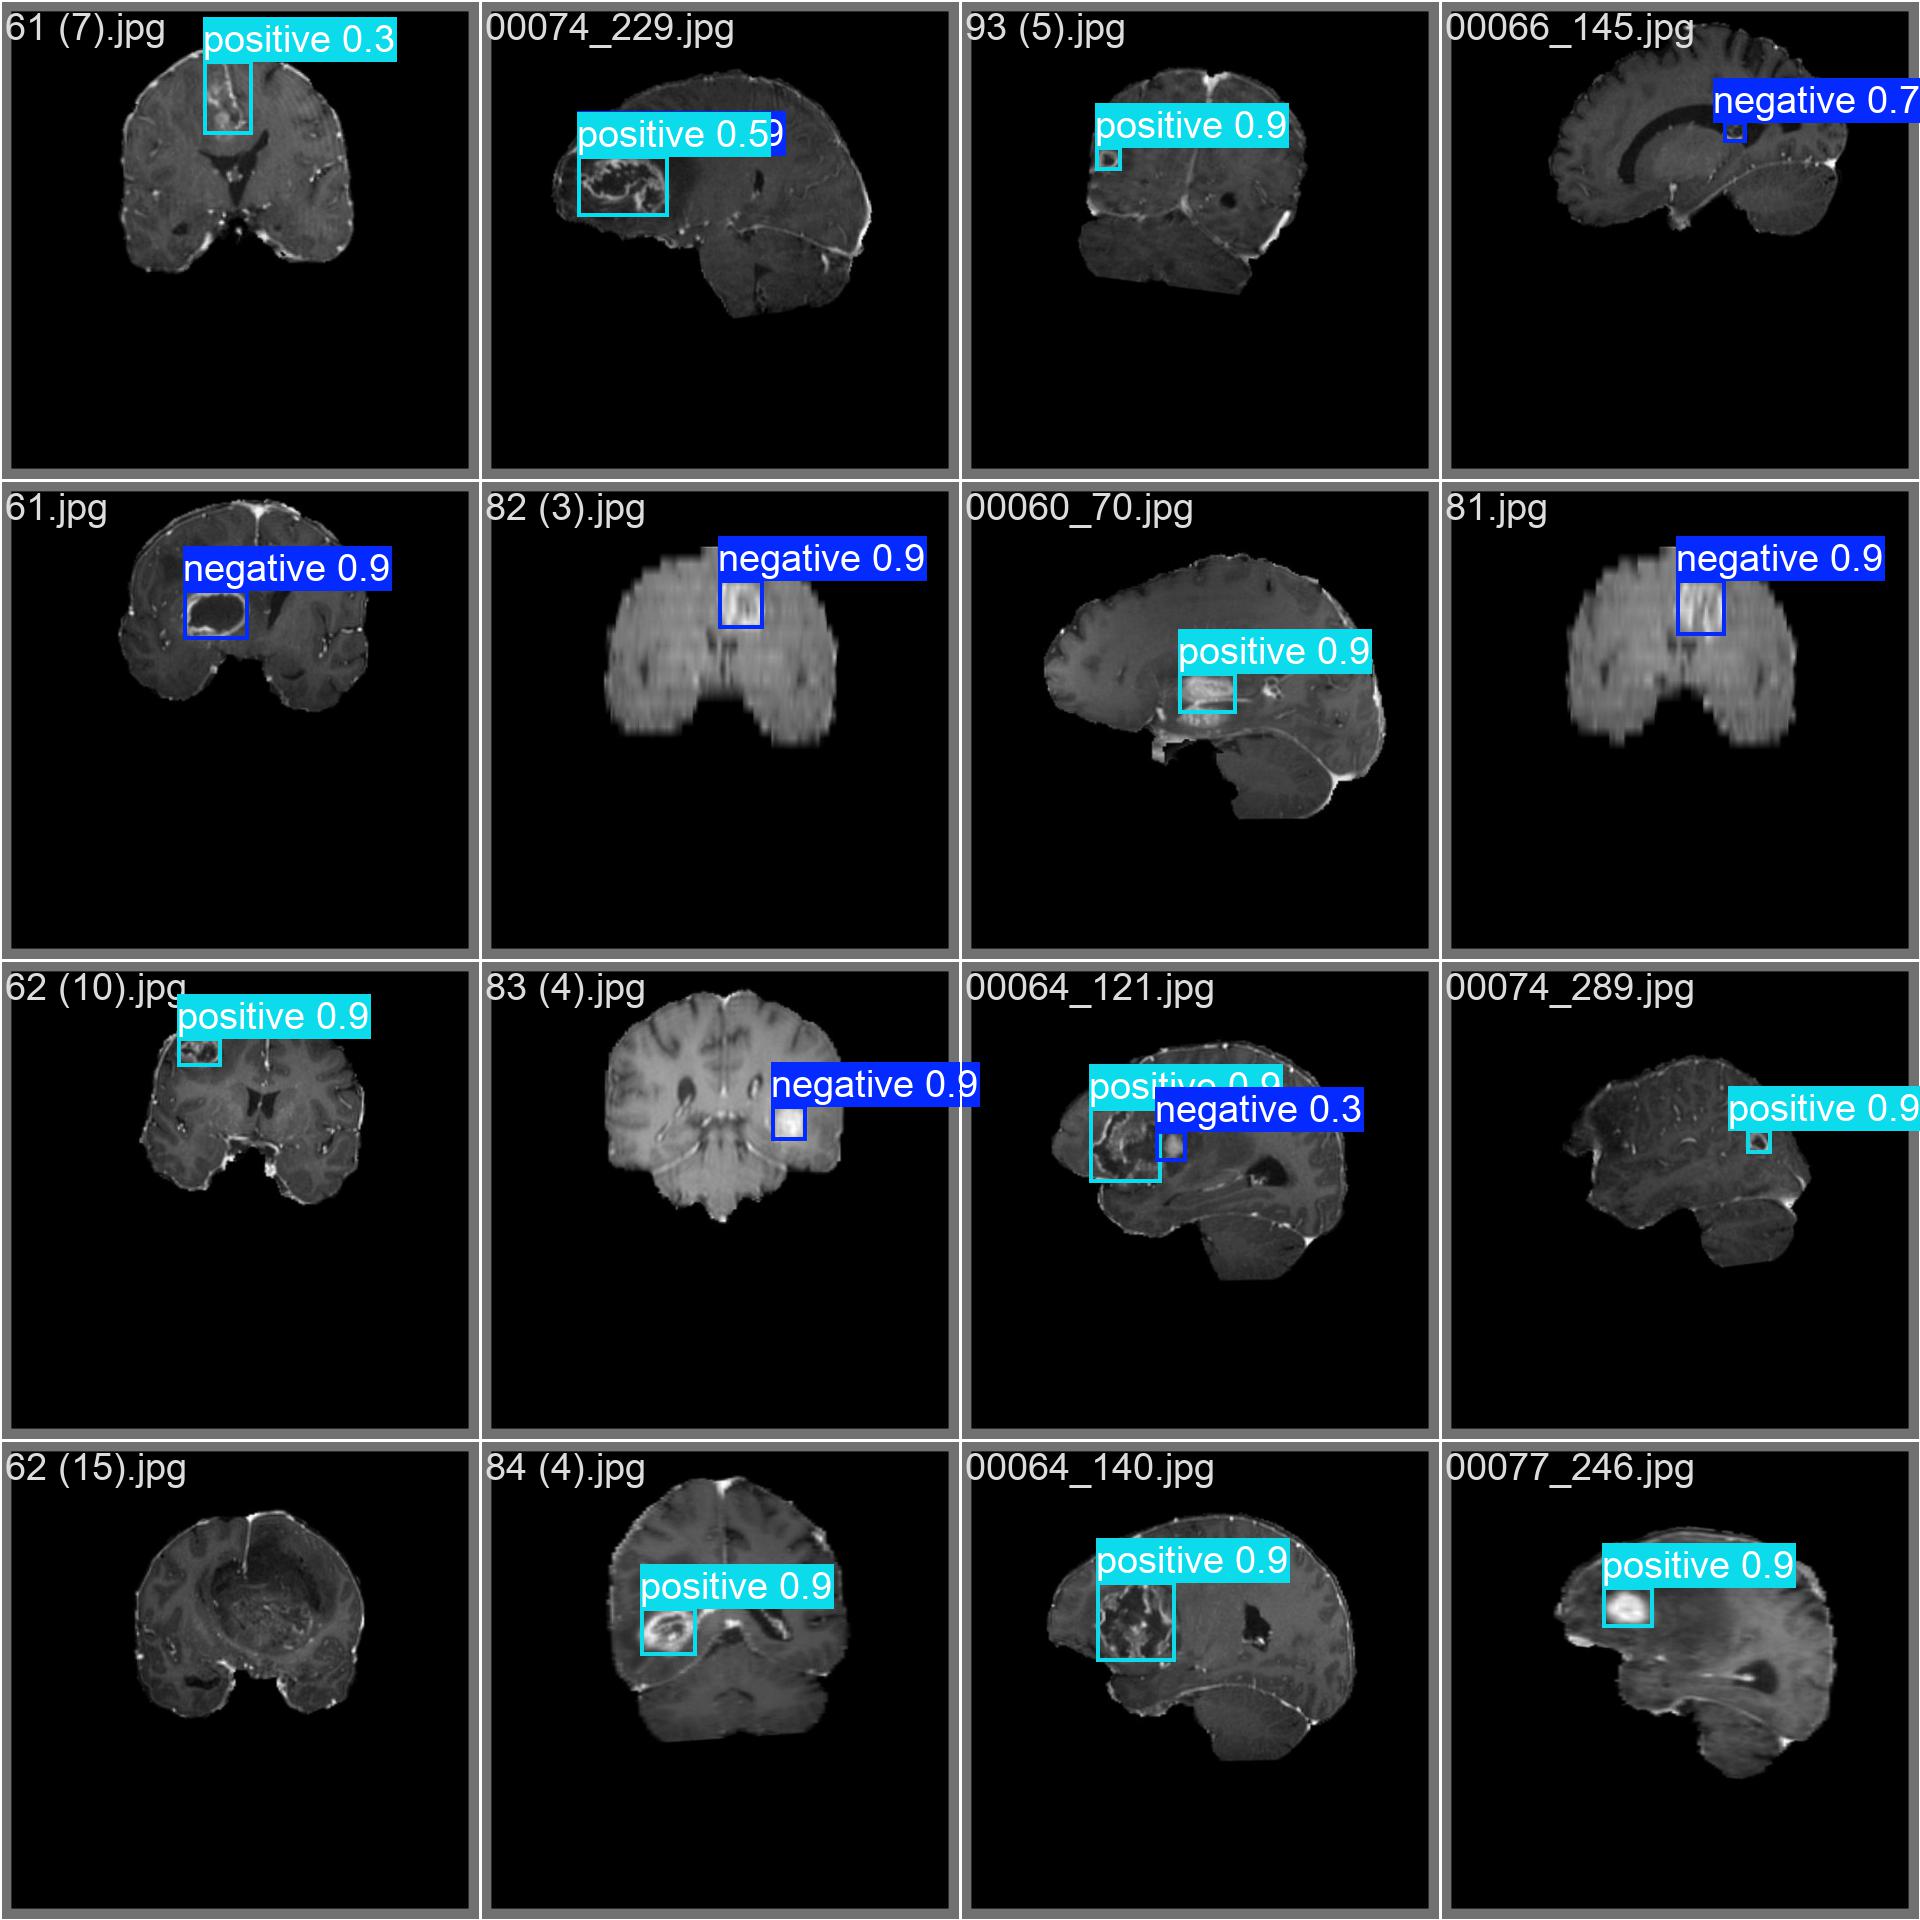 61 (7).jpg
positive 0.3
00074_229.jpg
positive 0.5
9
93 (5).jpg
positive 0.9
00066_145.jpg
negative 0.7
61.jpg
negative 0.9
82 (3).jpg
negative 0.9
00060_70.jpg
positive 0.9
81.jpg
negative 0.9
62 (10).jpg
positive 0.9
83 (4).jpg
negative 0.9
00064_121.jpg
positive 0.9
negative 0.3
00074_289.jpg
positive 0.9
62 (15).jpg
84 (4).jpg
positive 0.9
00064_140.jpg
positive 0.9
00077_246.jpg
positive 0.9